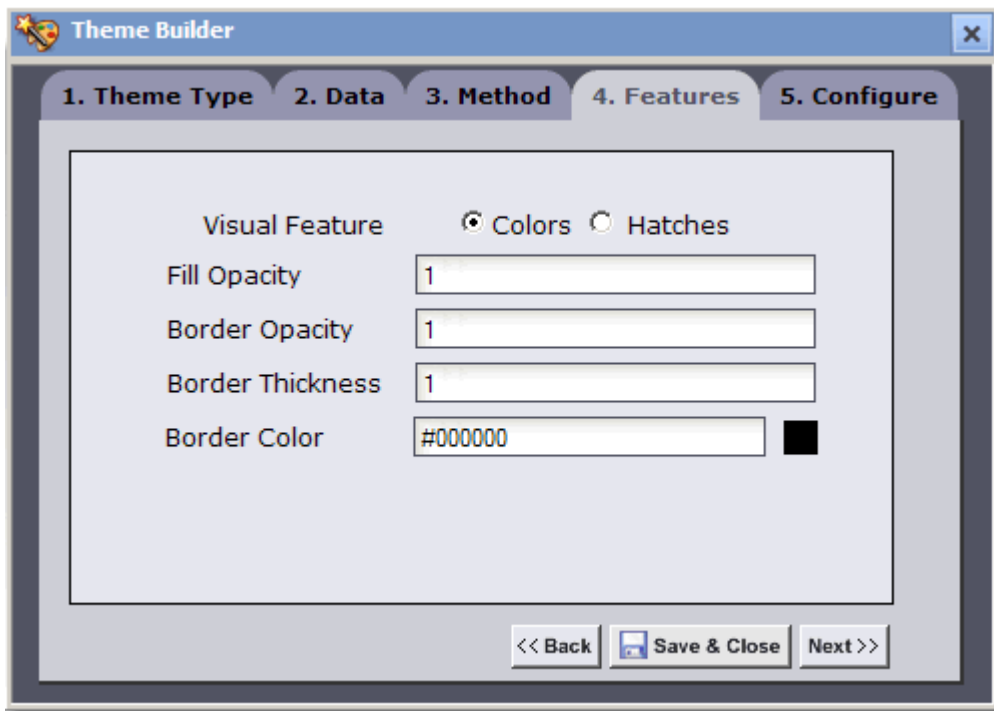 Theme Builder
1. Theme Type 2. Data 3. Method 4. Features 5. Configure
Visual Feature Colors Hatches
Fill Opacity 1
Border Opacity 1
Border Thickness 1
Border Color #000000
<< Back Save & Close Next >>